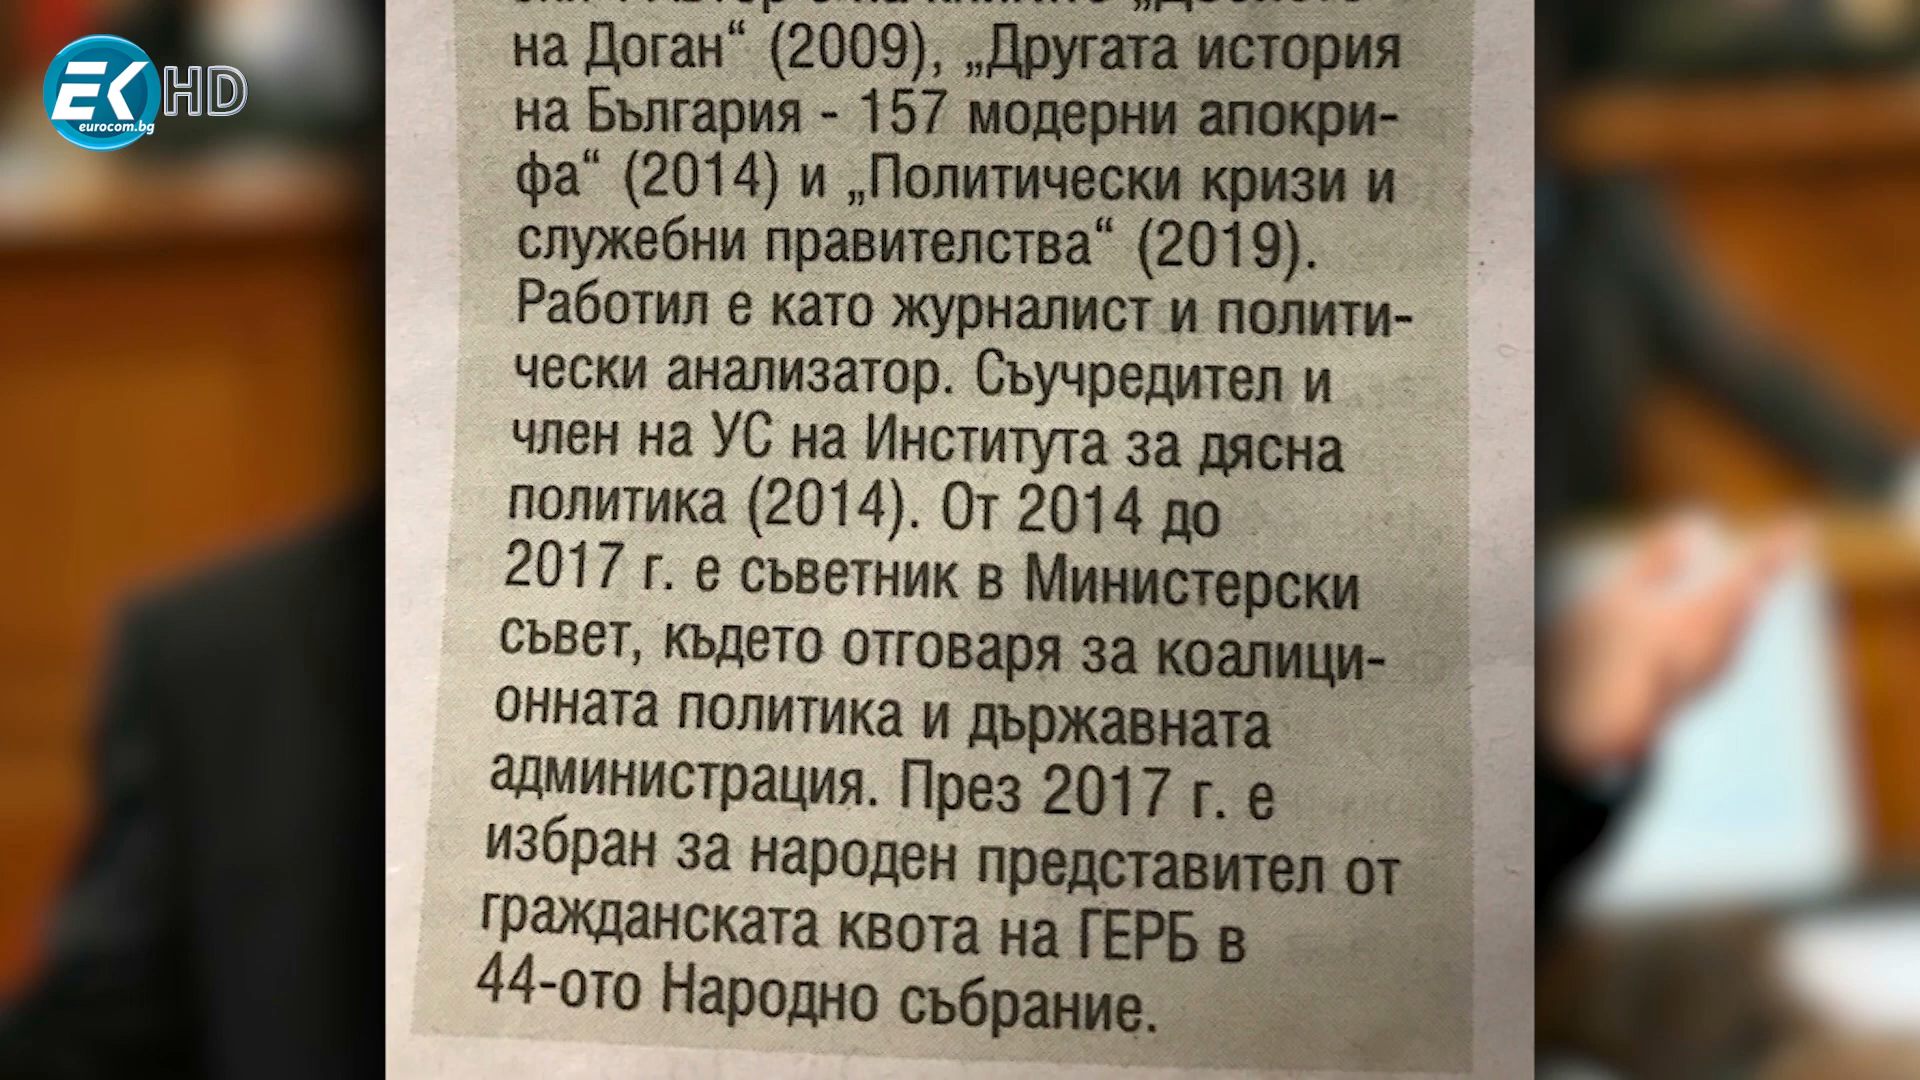 EK HD
eurocom.bg
на Доган“ (2009), „Другата история
на България - 157 модерни апокри-
фа“ (2014) и „Политически кризи и
служебни правителства“ (2019).
Работил е като журналист и полити-
чески анализатор. Съучредител и
член на УС на Института за дясна
политика (2014). От 2014 до
2017 г. е съветник в Министерски
съвет, където отговаря за коалици-
онната политика и държавната
администрация. През 2017 г. е
избран за народен представител от
гражданската квота на ГЕРБ в
44-ото Народно събрание.